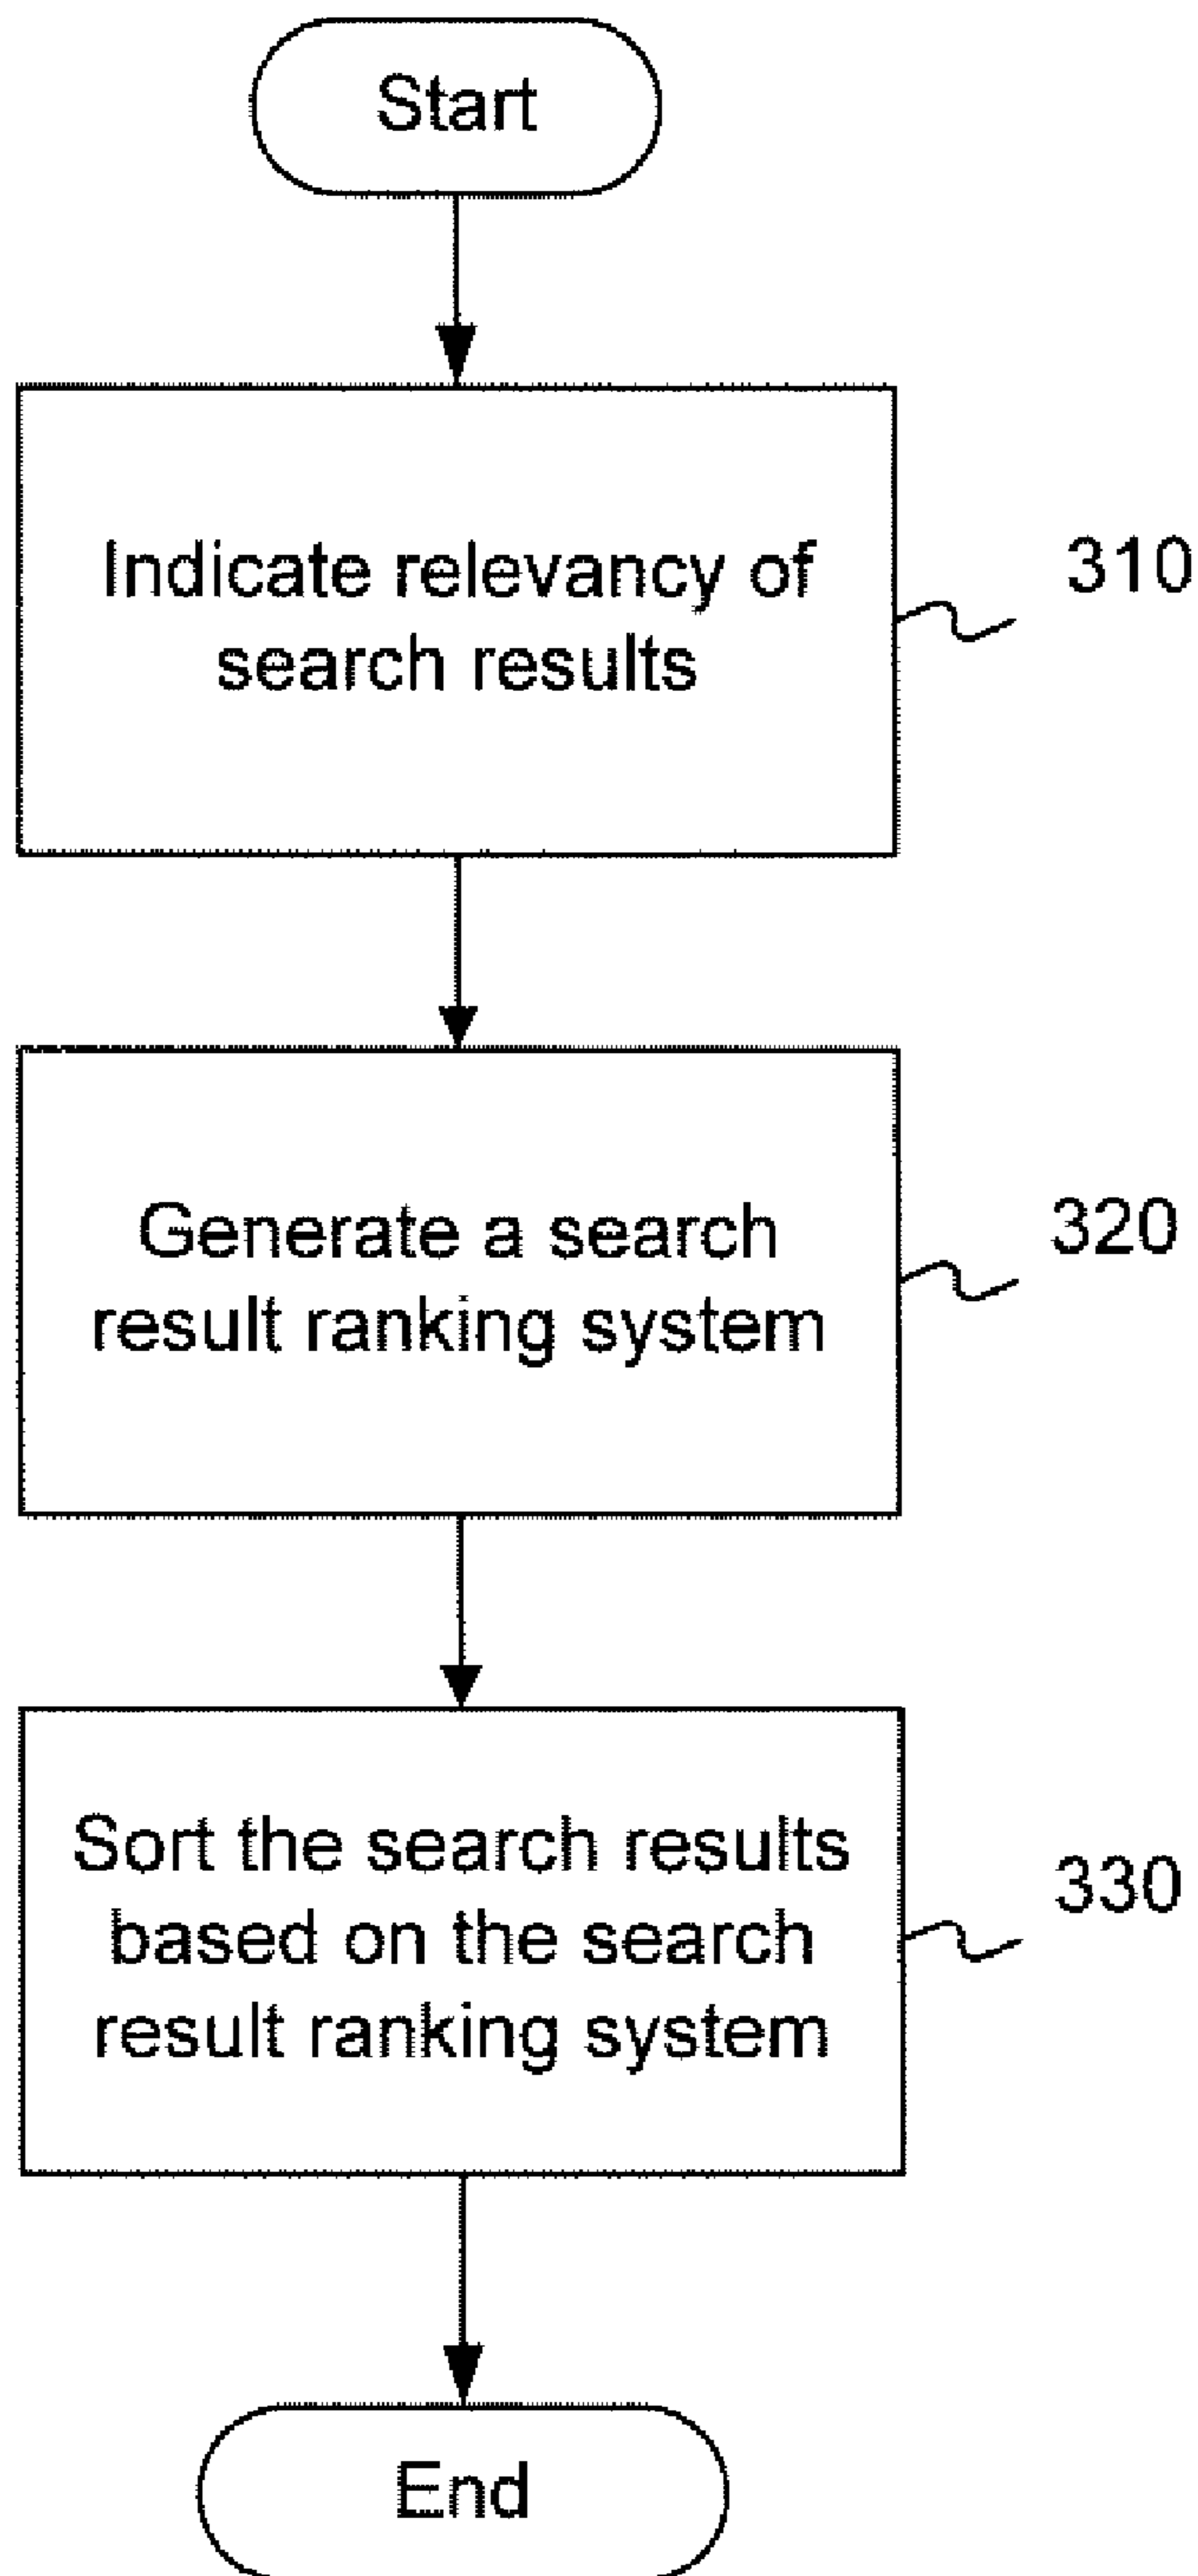 Start
Indicate relevancy of
search results
310
Generate a search
result ranking system
320
Sort the search results
based on the search
result ranking system
330
End